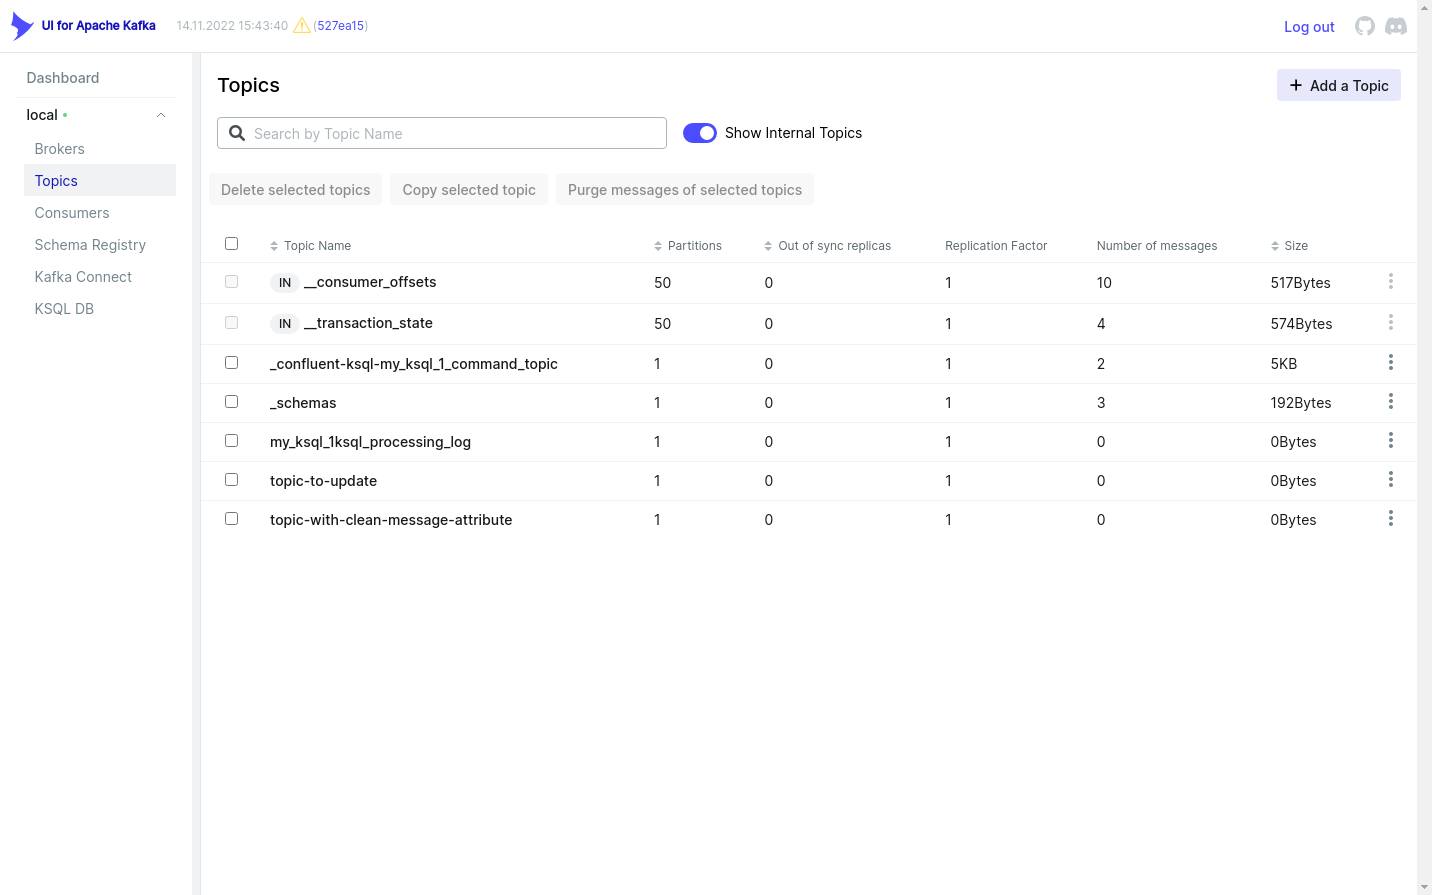 UI for Apache Kafka 14.11.2022 15:43:40 (527ea15) Log out
Dashboard
local
Brokers
Topics
Consumers
Schema Registry
Kafka Connect
KSQL DB
Topics
Add a Topic
Search by Topic Name
Show Internal Topics
Delete selected topics Copy selected topic Purge messages of selected topics
Topic Name Partitions Out of sync replicas Replication Factor Number of messages Size
IN __consumer_offsets 50 0 1 10 517Bytes
IN __transaction_state 50 0 1 4 574Bytes
_confluent-ksql-my_ksql_1_command_topic 1 0 1 2 5KB
_schemas 1 0 1 3 192Bytes
my_ksql_1ksql_processing_log 1 0 1 0 0Bytes
topic-to-update 1 0 1 0 0Bytes
topic-with-clean-message-attribute 1 0 1 0 0Bytes